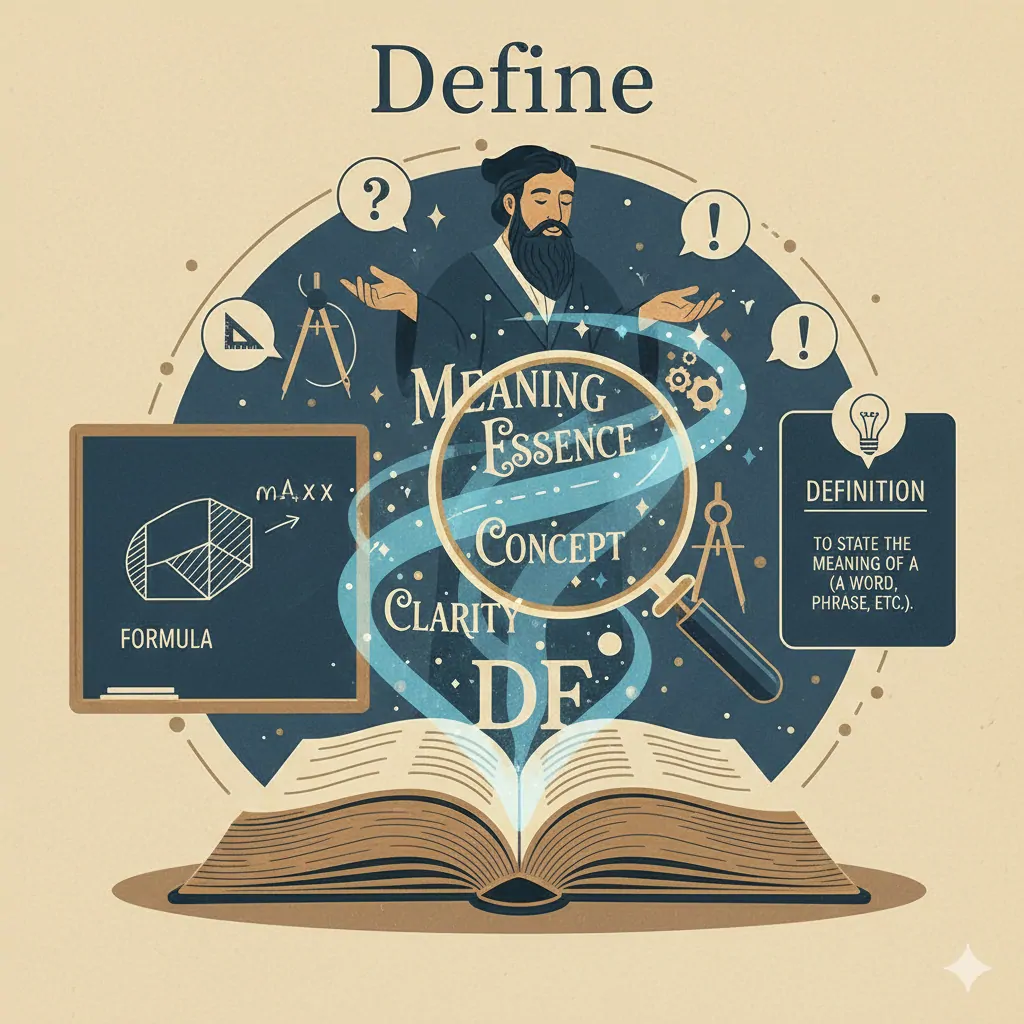 Define
?
!
!
MEANING
ESSENCE
CONCEPT
CLARITY
DF
mAxx
FORMULA
DEFINITION
TO STATE THE
MEANING OF A
(A WORD,
PHRASE, ETC.).